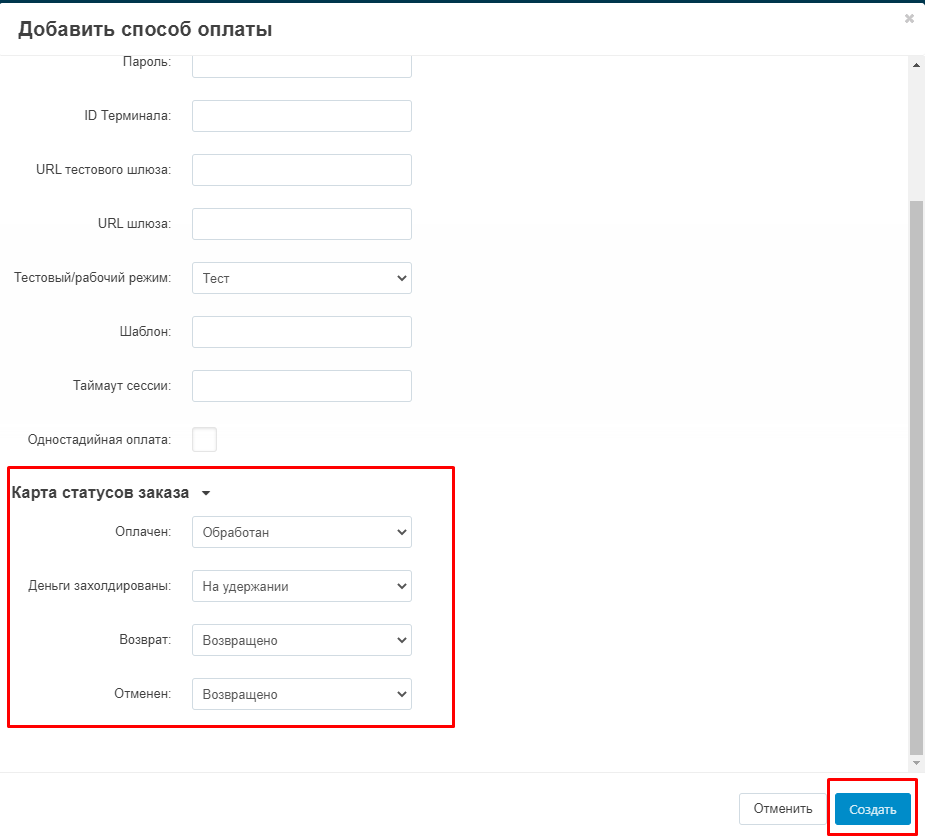 Добавить способ оплаты
×
Пароль:
ID Терминала:
URL тестового шлюза:
URL шлюза:
Тестовый/рабочий режим: Тест
Шаблон:
Таймаут сессии:
Одностадийная оплата:
Карта статусов заказа
Оплачен: Обработан
Деньги захолдированы: На удержании
Возврат: Возвращено
Отменен: Возвращено
Отменить Создать